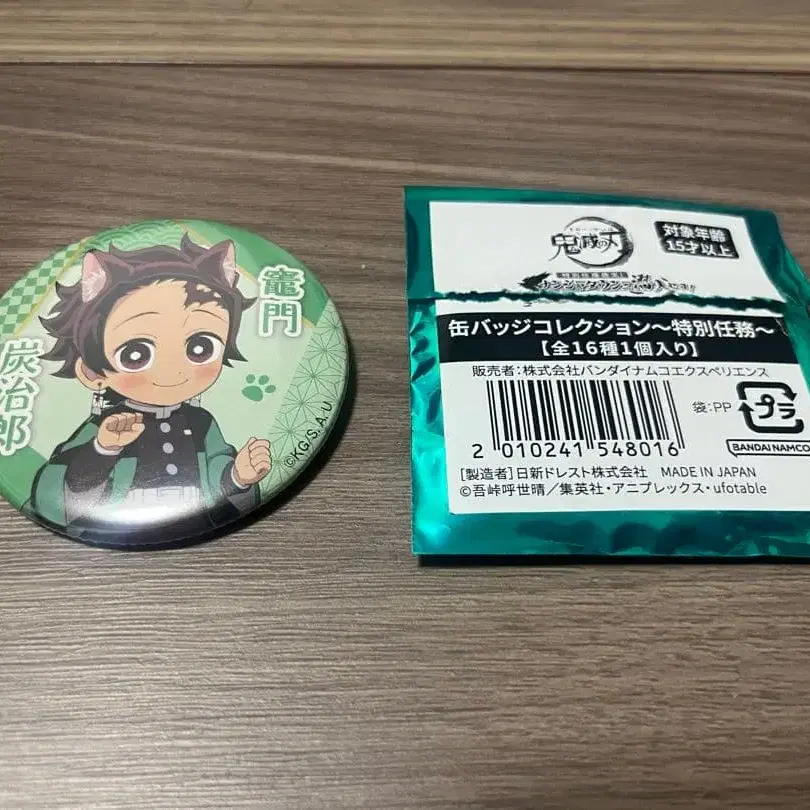 竈門
炭治郎
©KG,S,A,U
鬼滅の刃
対象年齢
15才以上
缶バッジコレクション～特別任務～
【全16種1個入り】
販売者：株式会社バンダイナムコエクスペリエンス
袋:PP
プラ
2 010241 548016
BANDAI NAMCO
[製造者]日新ドレスト株式会社 MADE IN JAPAN
©吾峠呼世晴／集英社・アニプレックス・ufotable